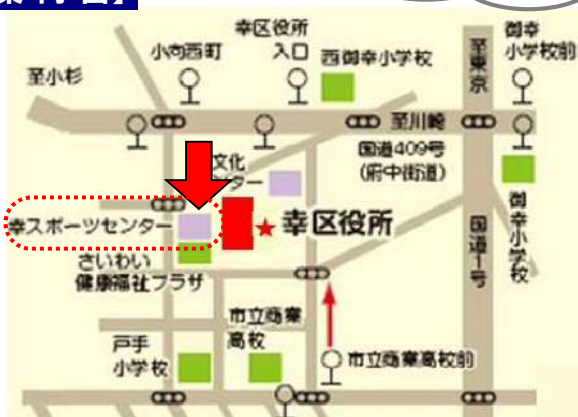 幸区役所
入口
小向西町
西御幸小学校
御幸
小学校前
至東京
至小杉
至川崎
国道409号
(府中街道)
文化
ター
幸スポーツセンター
★幸区役所
さいわい
健康福祉プラザ
国道1号
御幸小学校
市立商業
高校
戸手
小学校
市立商業高校前